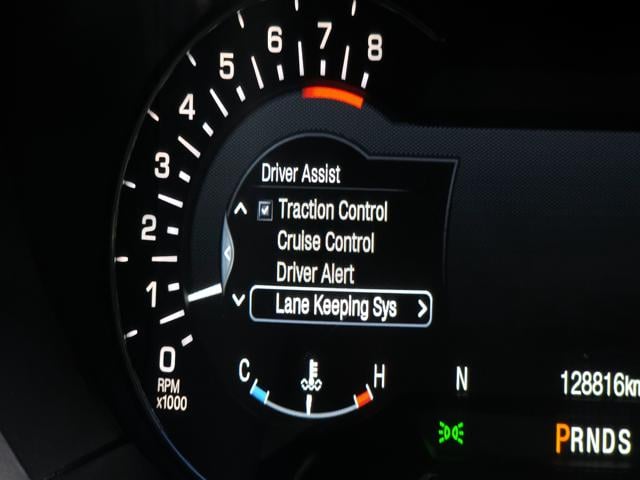 8
7
6
5
4
3
2
1
0
RPM
x1000
Driver Assist
Traction Control
Cruise Control
Driver Alert
Lane Keeping Sys
C H
N
128816km
PRNDS